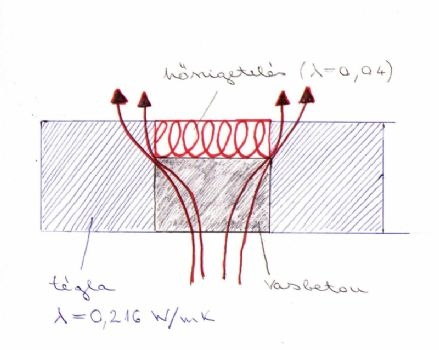 hőszigetelés (λ=0,04)
tégla
λ=0,216 W/mK
vasbeton